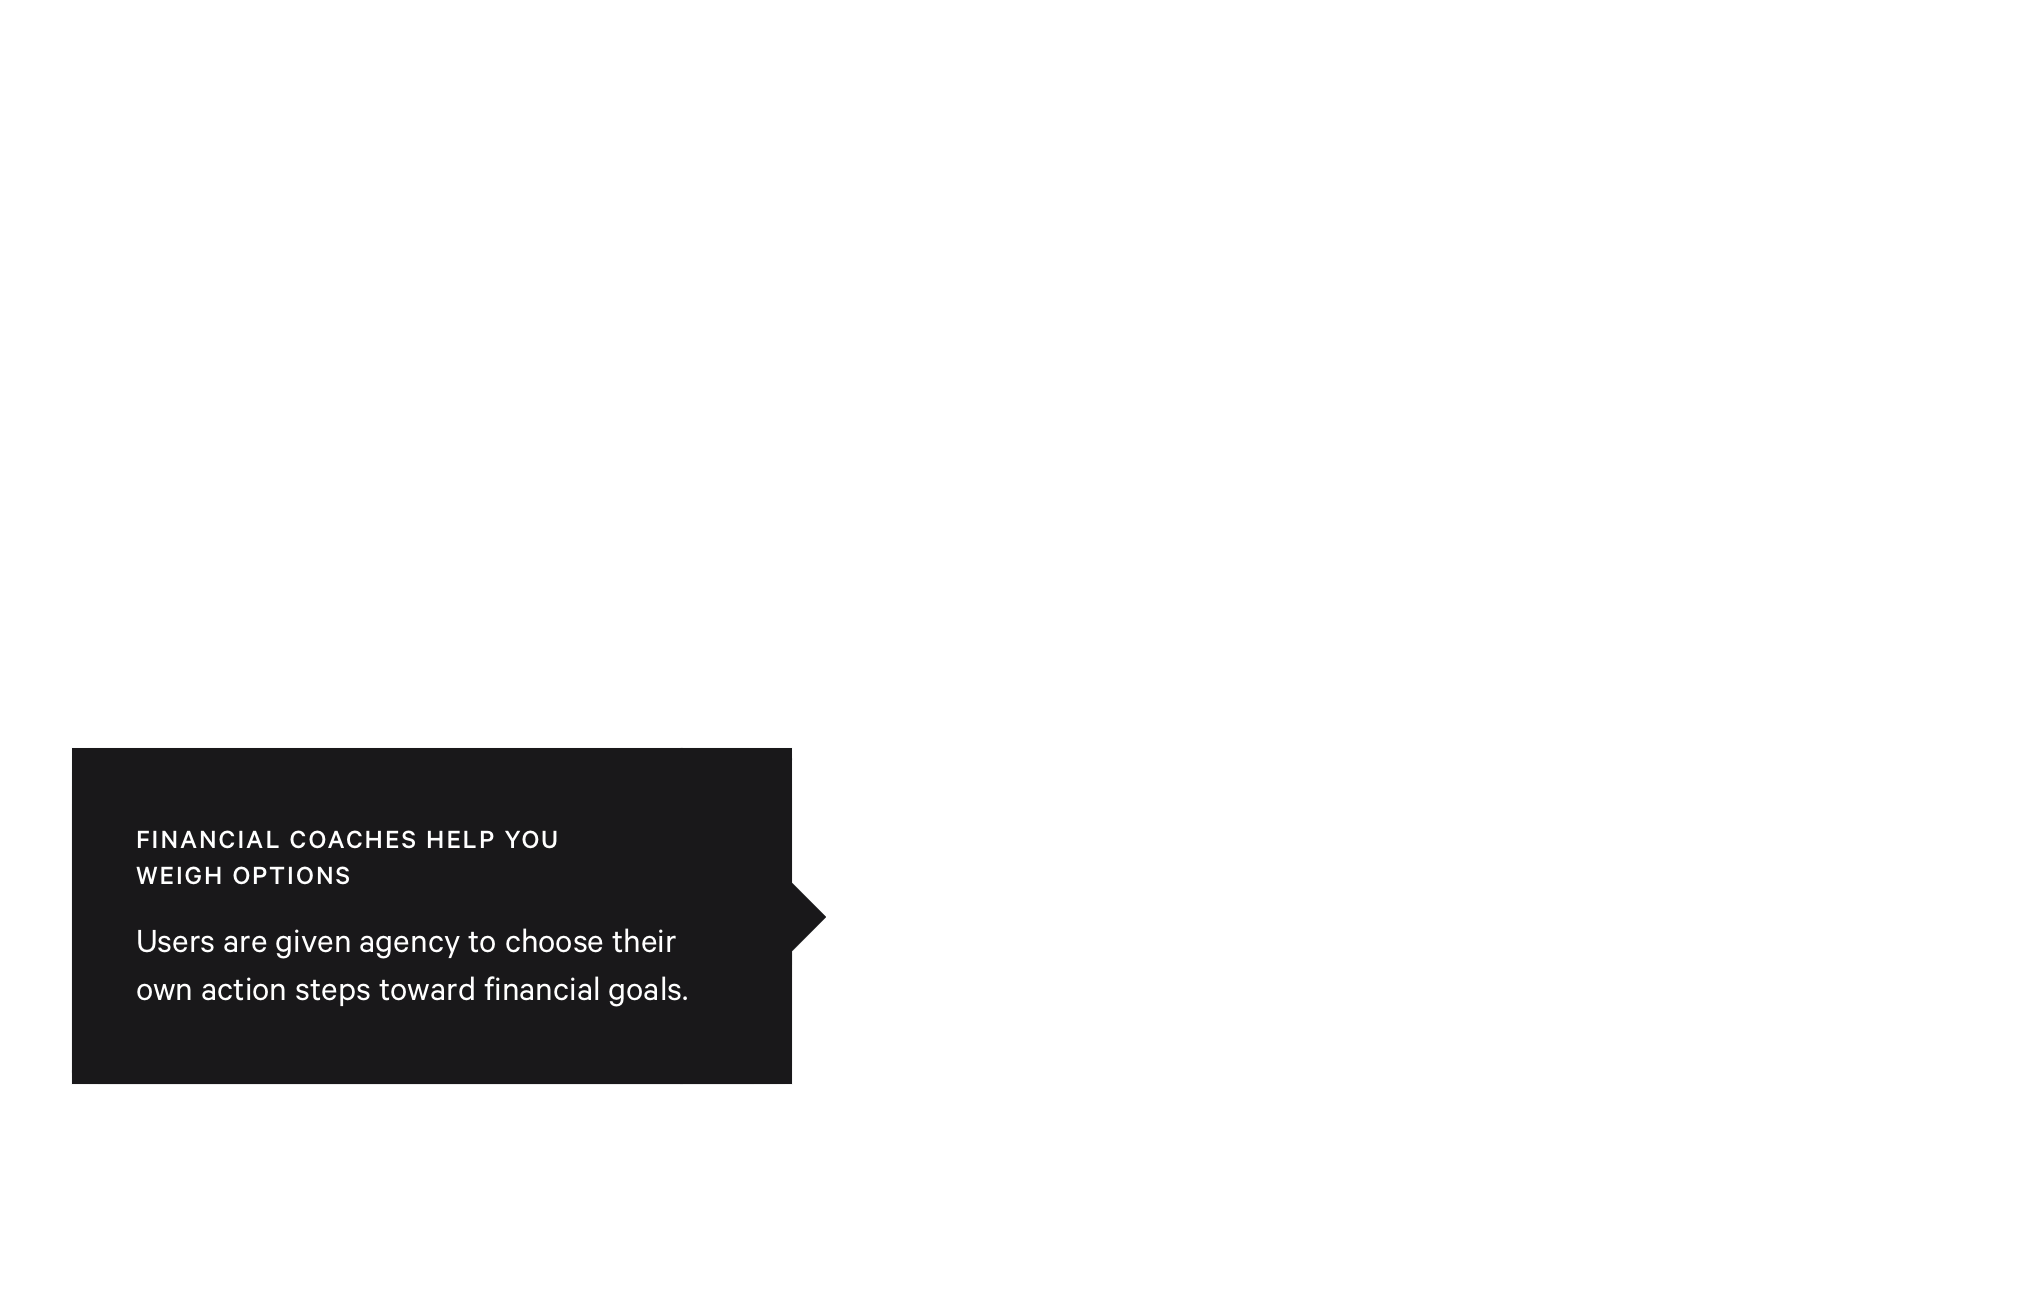 FINANCIAL COACHES HELP YOU
WEIGH OPTIONS
Users are given agency to choose their
own action steps toward financial goals.